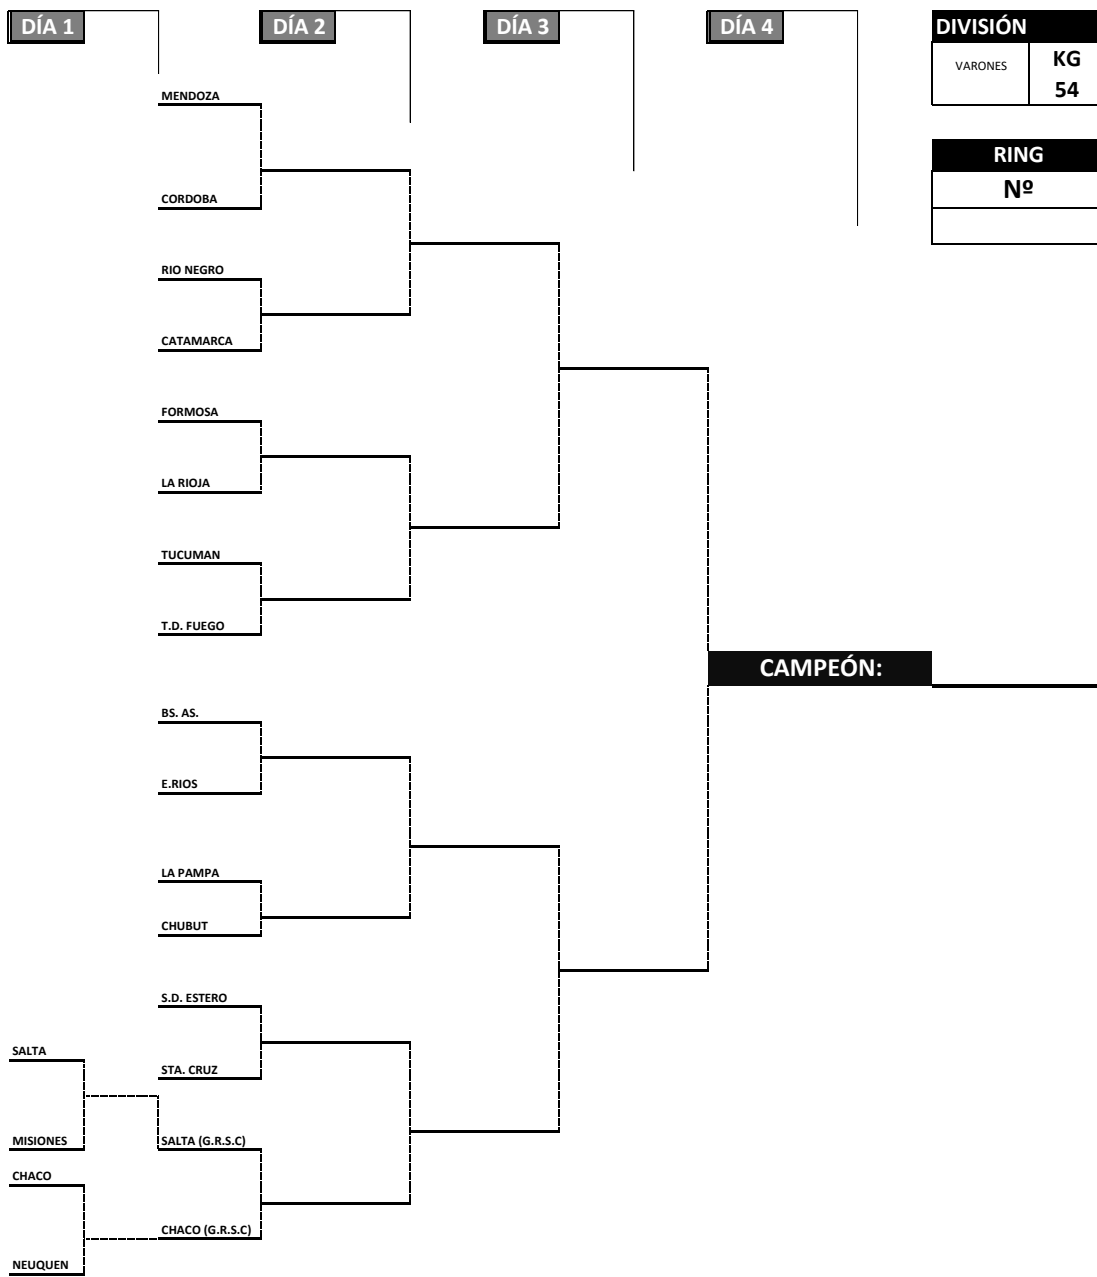 DÍA 1
DÍA 2
DÍA 3
DÍA 4
DIVISIÓN
VARONES
KG
54
RING
Nº
MENDOZA
CORDOBA
RIO NEGRO
CATAMARCA
FORMOSA
LA RIOJA
TUCUMAN
T.D. FUEGO
CAMPEÓN:
BS. AS.
E.RIOS
LA PAMPA
CHUBUT
S.D. ESTERO
SALTA
STA. CRUZ
MISIONES
SALTA (G.R.S.C)
CHACO
CHACO (G.R.S.C)
NEUQUEN